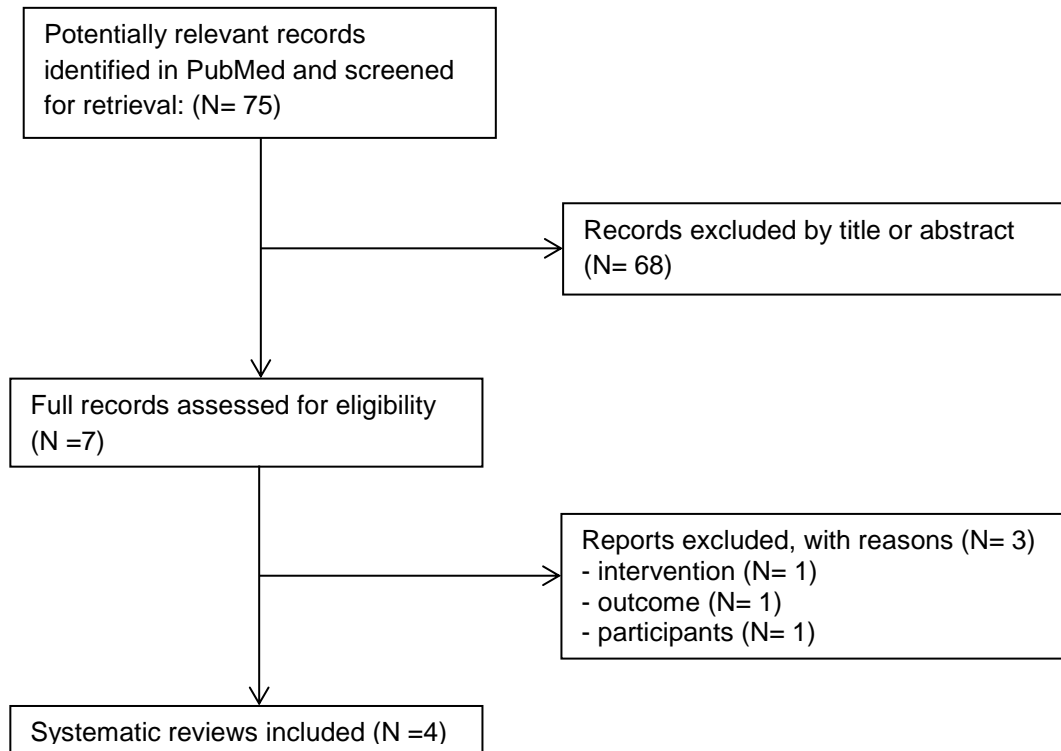 Potentially relevant records
identified in PubMed and screened
for retrieval: (N= 75)
Records excluded by title or abstract
(N= 68)
Full records assessed for eligibility
(N =7)
Reports excluded, with reasons (N= 3)
- intervention (N= 1)
- outcome (N= 1)
- participants (N= 1)
Systematic reviews included (N =4)